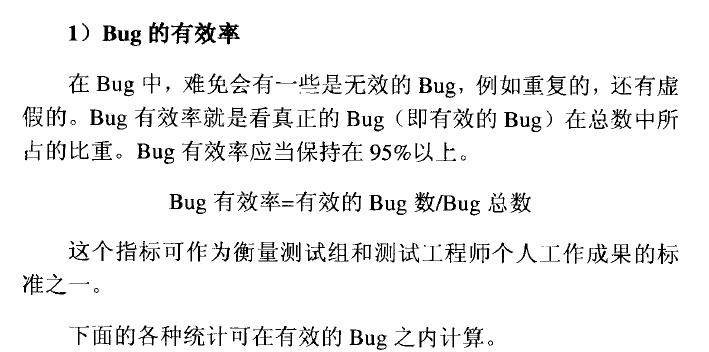 1）Bug 的有效率
在 Bug 中，难免会有一些是无效的 Bug，例如重复的，还有虚
假的。Bug 有效率就是看真正的 Bug（即有效的 Bug）在总数中所
占的比重。Bug 有效率应当保持在 95%以上。
Bug 有效率=有效的 Bug 数/Bug 总数
这个指标可作为衡量测试组和测试工程师个人工作成果的标
准之一。
下面的各种统计可在有效的 Bug 之内计算。